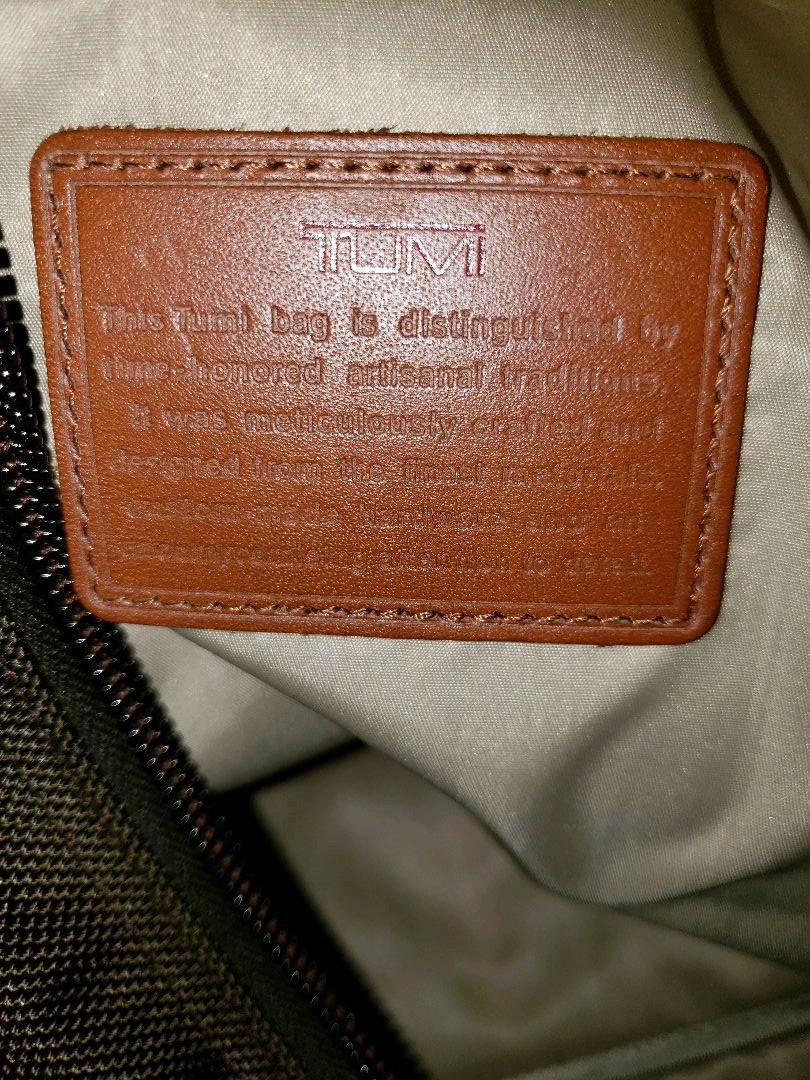 TUMI
This Tumi bag is distinguished by
time-honored artisanal traditions.
It was meticulously crafted and
designed from the finest materials,
custom-made hardware and an
uncompromising attention to detail.